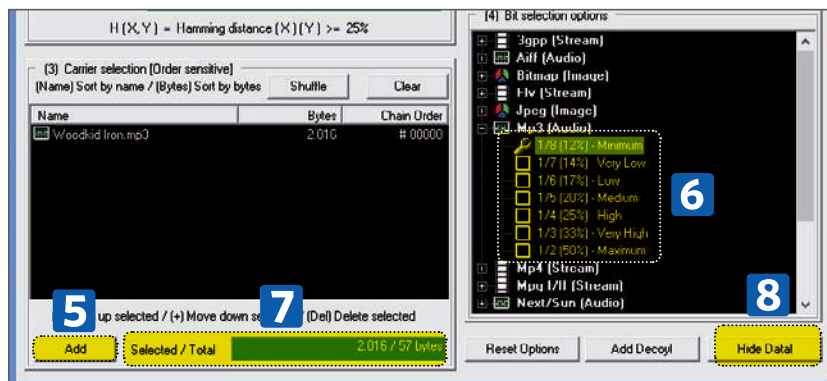 H (X,Y) = Hamming distance (X)(Y) >= 25%
(3) Carrier selection (Order sensitive)
(Name) Sort by name / (Bytes) Sort by bytes
Shuffle
Clear
Name Bytes Chain Order
Woodkid Iron.mp3 2.016 # 00000
up selected / (+) Move down se / (Del) Delete selected
5
7
Add
Selected / Total
2.016 / 57 bytes
(4) Bit selection options
3gpp (Stream)
Aiff (Audio)
Bitmap (Image)
Flv (Stream)
Jpeg (Image)
Mp3 (Audio)
1/8 (12%) - Minimum
1/7 (14%) - Very Low
1/6 (17%) - Low
1/5 (20%) - Medium
1/4 (25%) - High
1/3 (33%) - Very High
1/2 (50%) - Maximum
6
Mp4 (Stream)
Mpg I/II (Stream)
Next/Sun (Audio)
8
Reset Options
Add Decoy!
Hide Data!